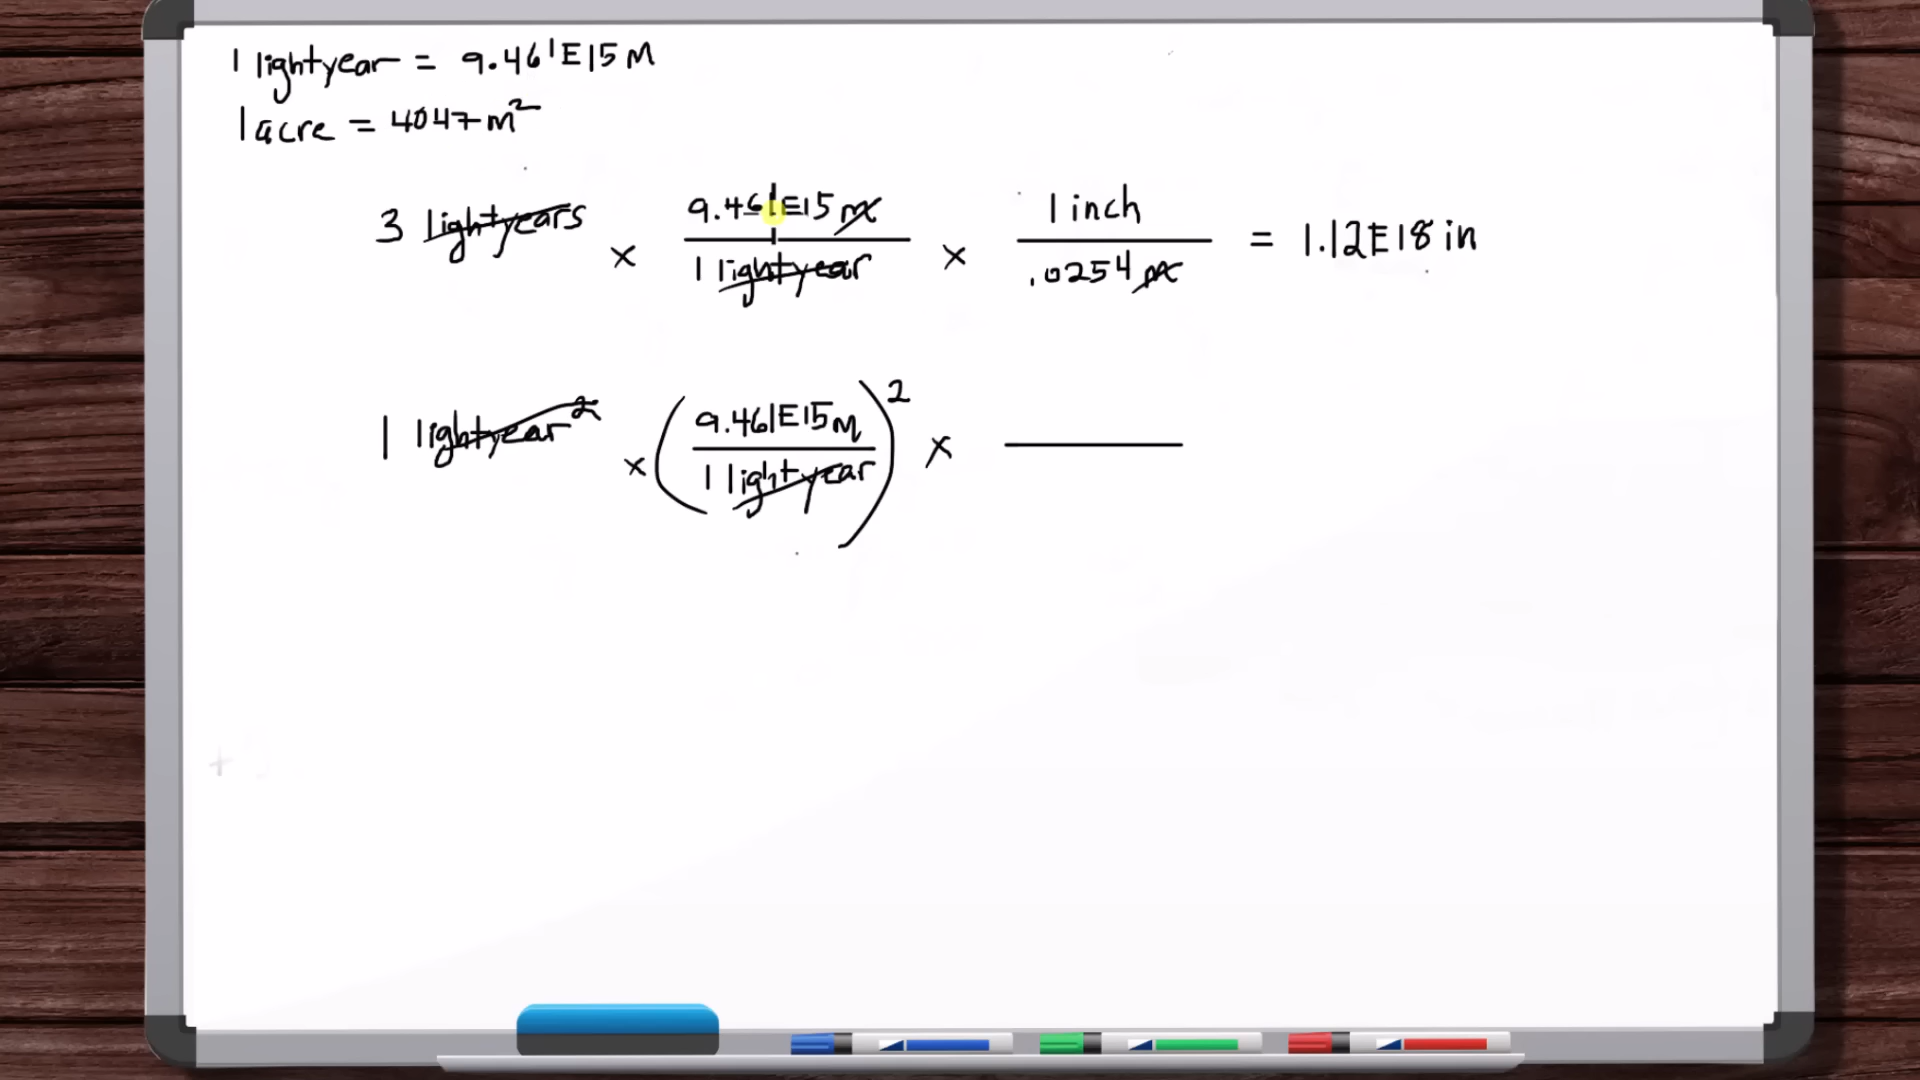 1 lightyear = 9.461E15 M
1 acre = 4047 m²
3 lightyears × 9.461E15 m / 1 lightyear × 1 inch / .0254 m = 1.12E18 in
1 lightyear² × (9.461E15 M / 1 lightyear)² ×